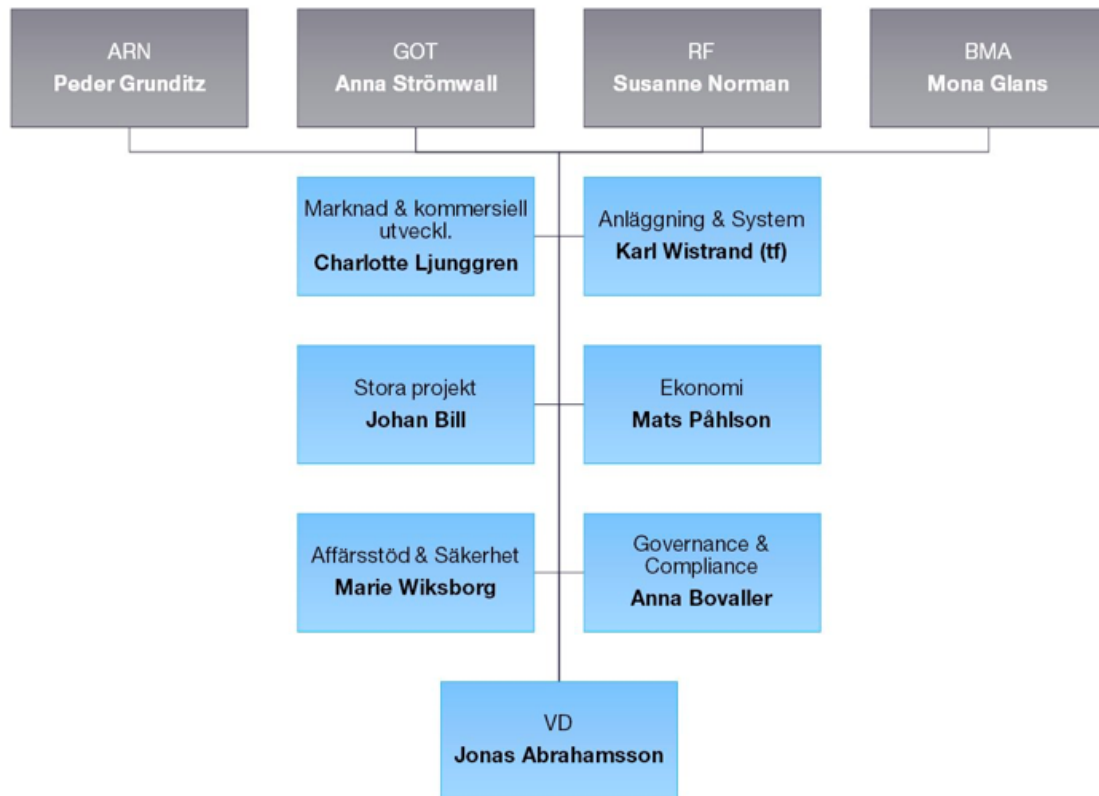 ARN
Peder Grunditz
GOT
Anna Strömwall
RF
Susanne Norman
BMA
Mona Glans
Marknad & kommersiell
utveckl.
Charlotte Ljunggren
Anläggning & System
Karl Wistrand (tf)
Stora projekt
Johan Bill
Ekonomi
Mats Påhlson
Affärsstöd & Säkerhet
Marie Wiksborg
Governance &
Compliance
Anna Bovaller
VD
Jonas Abrahamsson